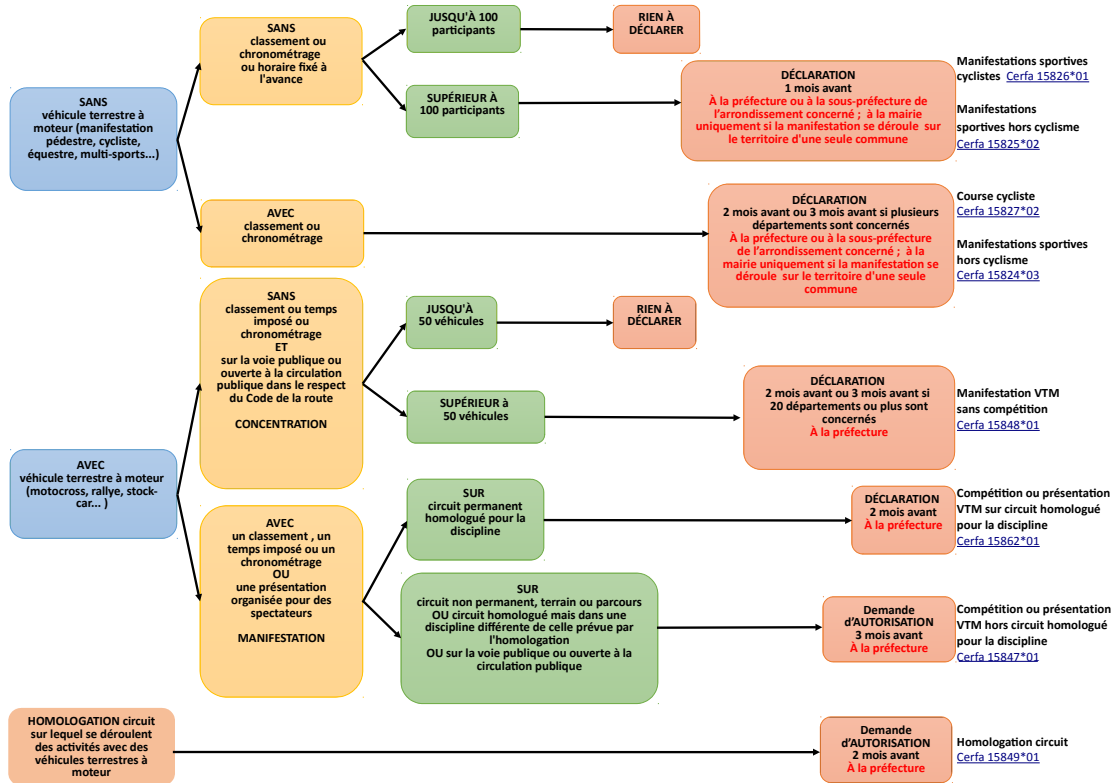 SANS
véhicule terrestre à
moteur (manifestation
pédestre, cycliste,
équestre, multi-sports...)
SANS
classement ou
chronométrage
ou horaire fixé à
l'avance
JUSQU'À 100
participants
RIEN À
DÉCLARER
SUPÉRIEUR À
100 participants
DÉCLARATION
1 mois avant
À la préfecture ou à la sous-préfecture de
l'arrondissement concerné ; à la mairie
uniquement si la manifestation se déroule sur
le territoire d'une seule commune
Manifestations sportives
cyclistes Cerfa 15826*01
Manifestations
sportives hors cyclisme
Cerfa 15825*02
AVEC
classement ou
chronométrage
DÉCLARATION
2 mois avant ou 3 mois avant si plusieurs
départements sont concernés
À la préfecture ou à la sous-préfecture
de l'arrondissement concerné ; à la
mairie uniquement si la manifestation se
déroule sur le territoire d'une seule
commune
Course cycliste
Cerfa 15827*02
Manifestations sportives
hors cyclisme
Cerfa 15824*03
AVEC
véhicule terrestre à moteur
(motocross, rallye, stock-
car... )
SANS
classement ou temps
imposé ou
chronométrage
ET
sur la voie publique ou
ouverte à la circulation
publique dans le respect
du Code de la route
CONCENTRATION
JUSQU'À
50 véhicules
RIEN À
DÉCLARER
SUPÉRIEUR à
50 véhicules
DÉCLARATION
2 mois avant ou 3 mois avant si
20 départements ou plus sont
concernés
À la préfecture
Manifestation VTM
sans compétition
Cerfa 15848*01
AVEC
un classement , un
temps imposé ou un
chronométrage
OU
une présentation
organisée pour des
spectateurs
MANIFESTATION
SUR
circuit permanent
homologué pour la
discipline
DÉCLARATION
2 mois avant
À la préfecture
Compétition ou présentation
VTM sur circuit homologué
pour la discipline
Cerfa 15862*01
SUR
circuit non permanent, terrain ou parcours
OU circuit homologué mais dans une
discipline différente de celle prévue par
l'homologation
OU sur la voie publique ou ouverte à la
circulation publique
Demande
d'AUTORISATION
3 mois avant
À la préfecture
Compétition ou présentation
VTM hors circuit homologué
pour la discipline
Cerfa 15847*01
HOMOLOGATION circuit
sur lequel se déroulent
des activités avec des
véhicules terrestres à
moteur
Demande
d'AUTORISATION
2 mois avant
À la préfecture
Homologation circuit
Cerfa 15849*01